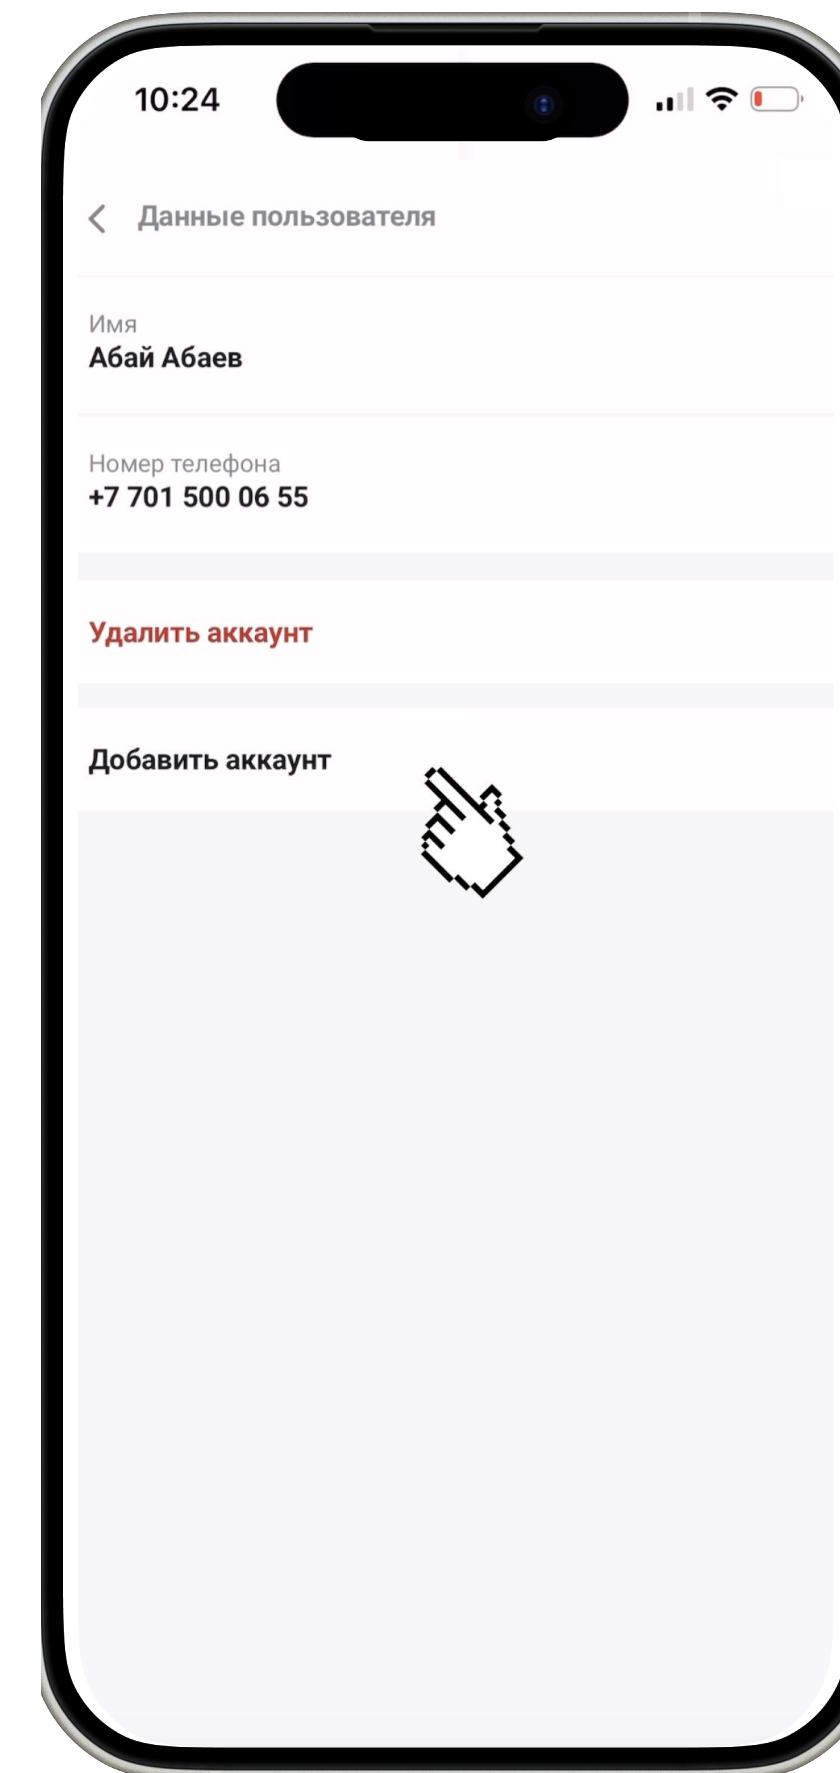 10:24
Данные пользователя
Имя
Абай Абаев
Номер телефона
+7 701 500 06 55
Удалить аккаунт
Добавить аккаунт